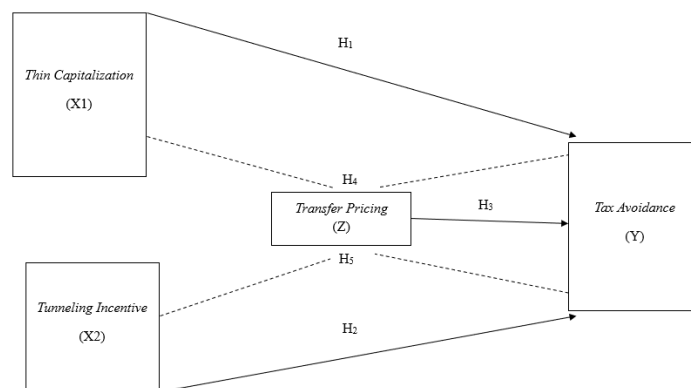 H₁
Thin Capitalization
(X1)
H₄
Transfer Pricing
(Z)
H₃
Tax Avoidance
(Y)
H₅
Tunneling Incentive
(X2)
H₂